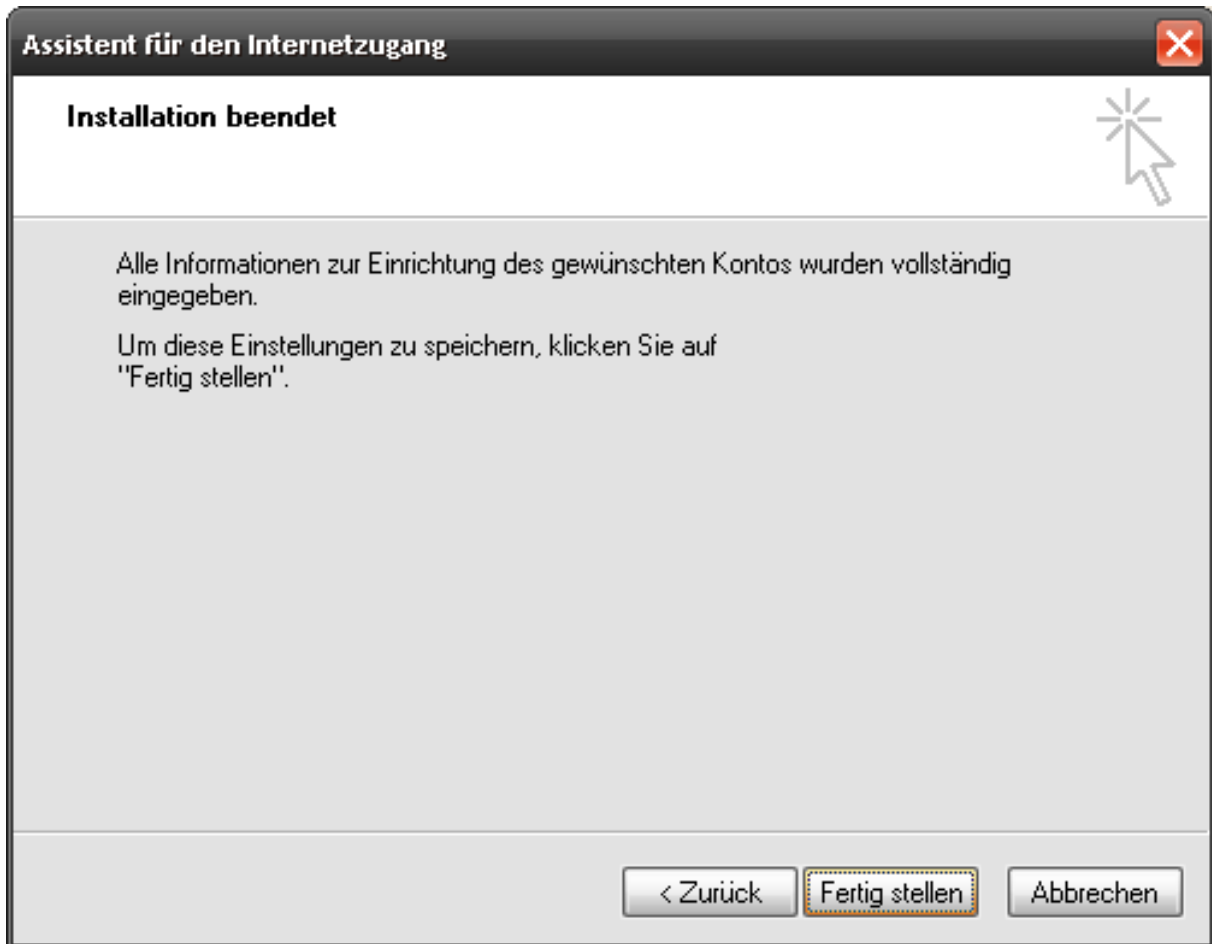 Assistent für den Internetzugang
Installation beendet
Alle Informationen zur Einrichtung des gewünschten Kontos wurden vollständig
eingegeben.
Um diese Einstellungen zu speichern, klicken Sie auf
"Fertig stellen".
< Zurück Fertig stellen Abbrechen